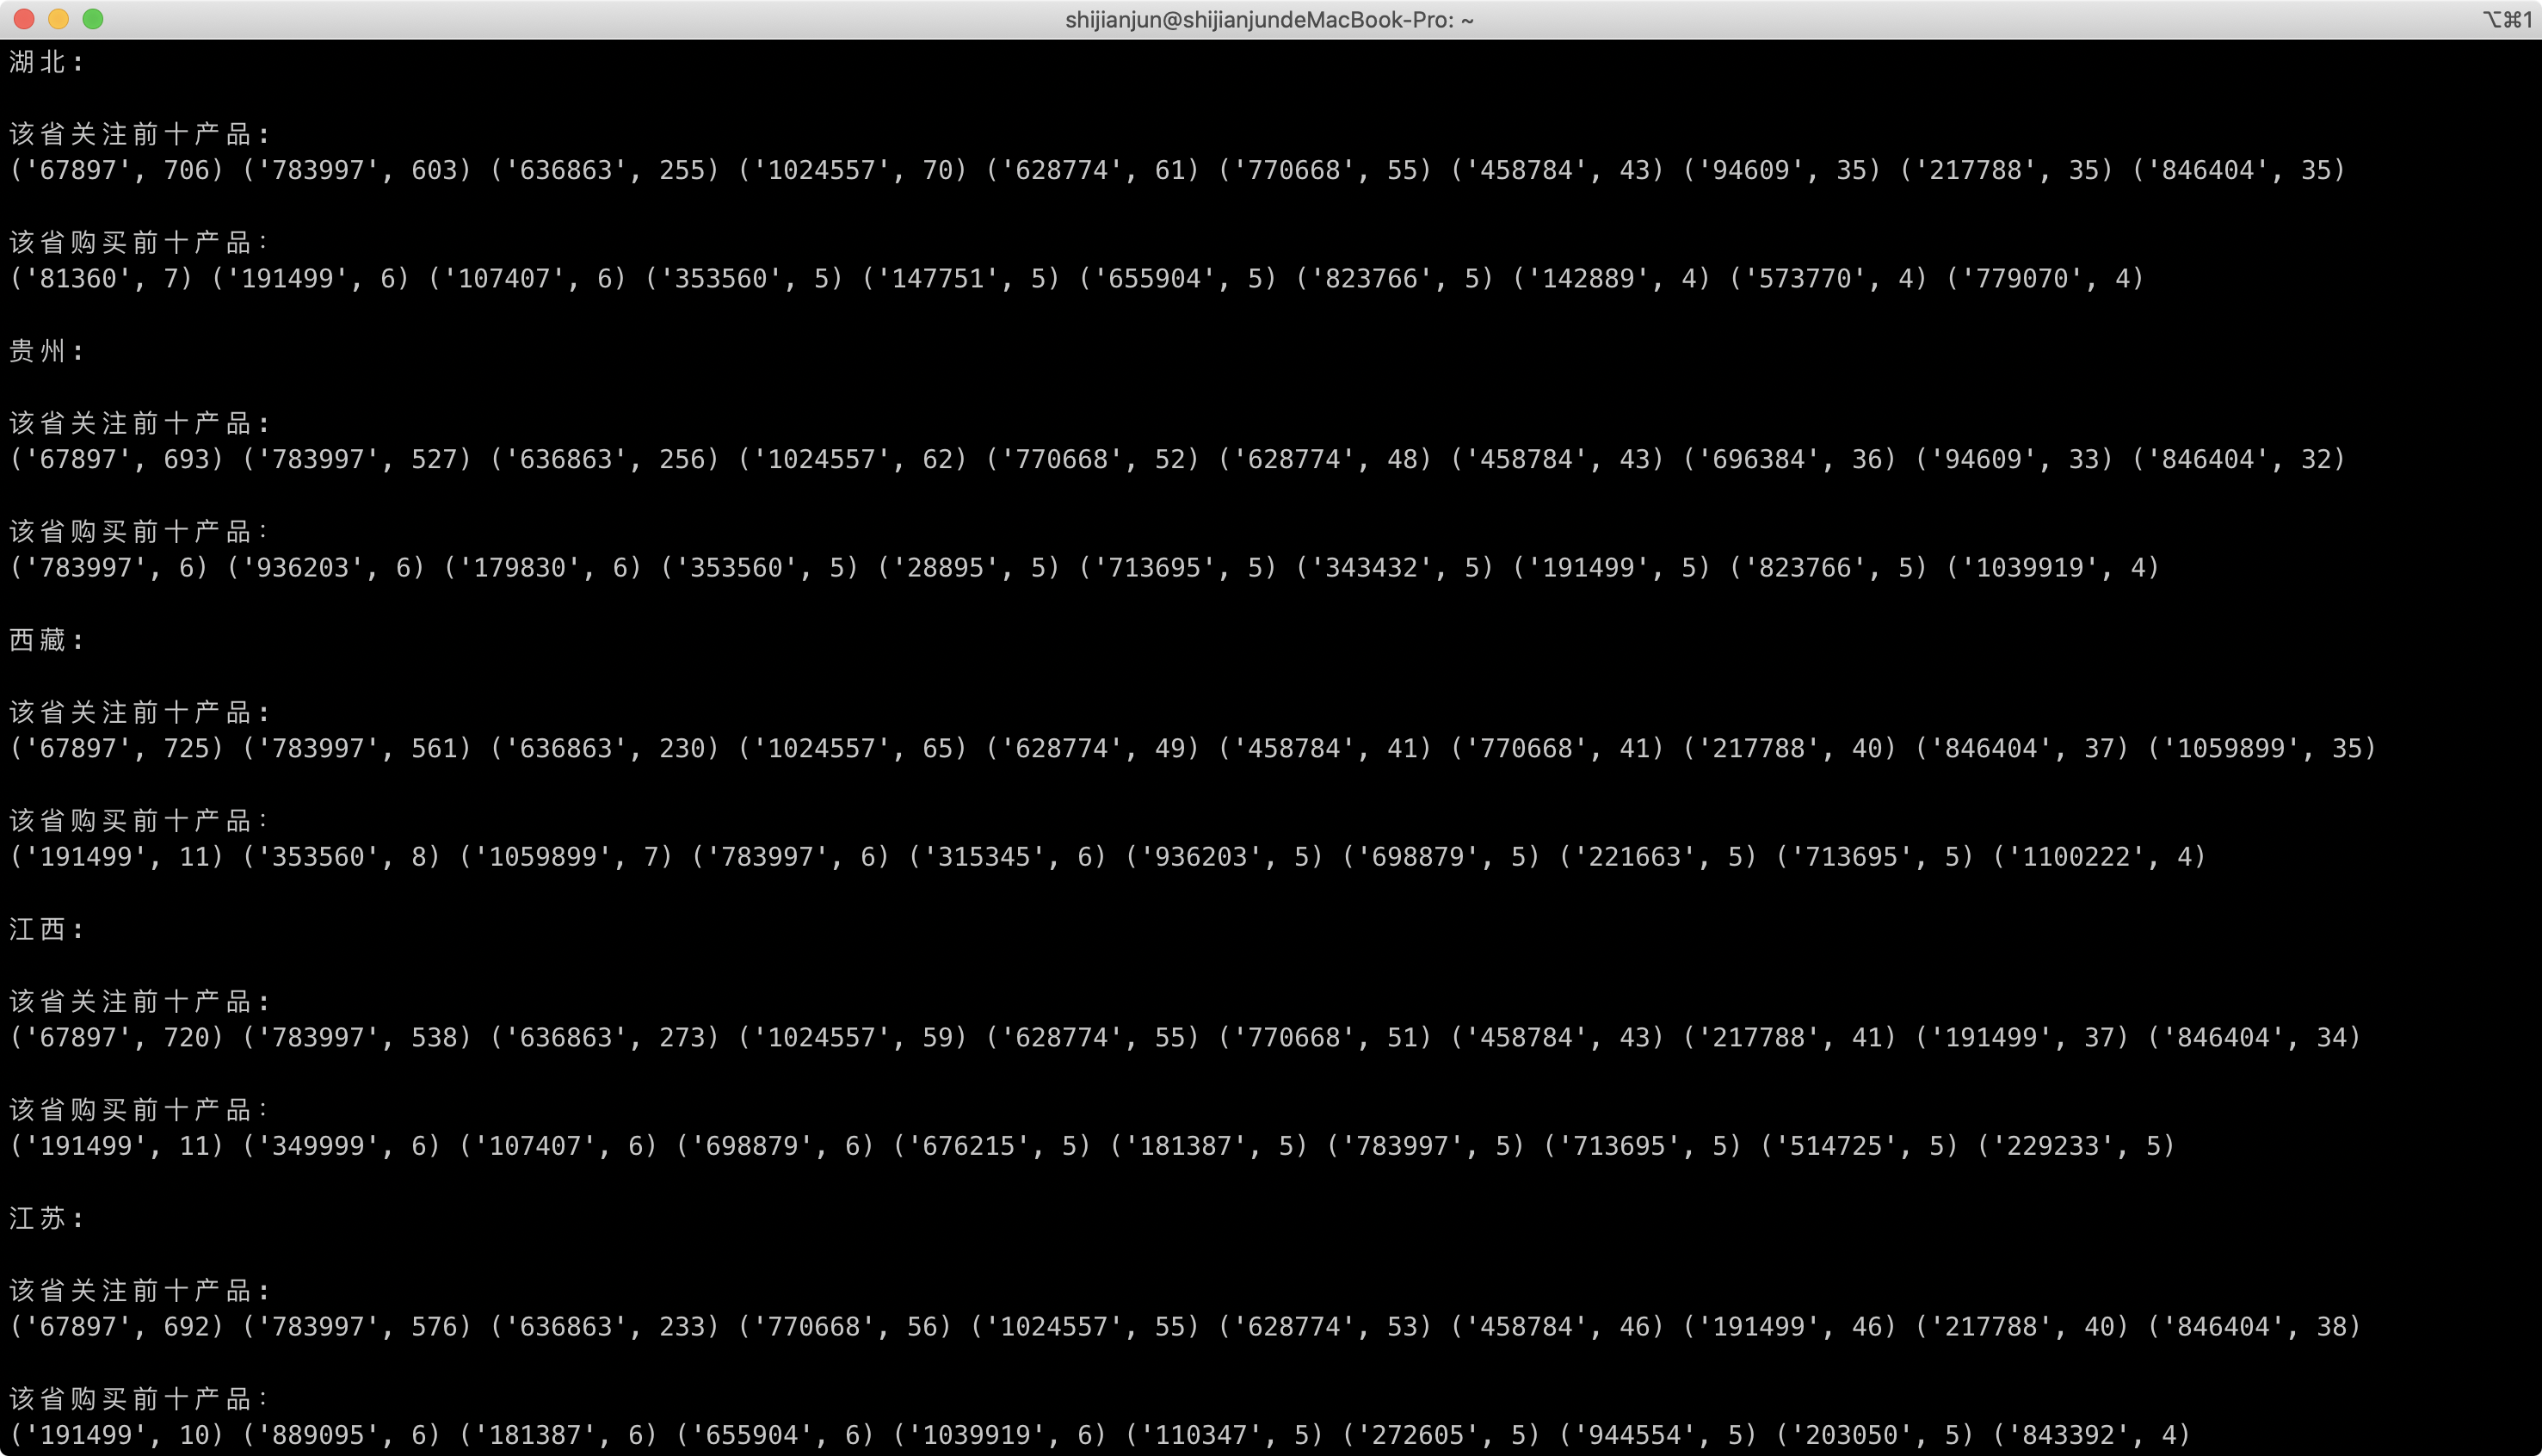 shijianjun@shijianjundeMacBook-Pro: ~
⌥⌘1
湖北:
该省关注前十产品:
('67897', 706) ('783997', 603) ('636863', 255) ('1024557', 70) ('628774', 61) ('770668', 55) ('458784', 43) ('94609', 35) ('217788', 35) ('846404', 35)
该省购买前十产品:
('81360', 7) ('191499', 6) ('107407', 6) ('353560', 5) ('147751', 5) ('655904', 5) ('823766', 5) ('142889', 4) ('573770', 4) ('779070', 4)
贵州:
该省关注前十产品:
('67897', 693) ('783997', 527) ('636863', 256) ('1024557', 62) ('770668', 52) ('628774', 48) ('458784', 43) ('696384', 36) ('94609', 33) ('846404', 32)
该省购买前十产品:
('783997', 6) ('936203', 6) ('179830', 6) ('353560', 5) ('28895', 5) ('713695', 5) ('343432', 5) ('191499', 5) ('823766', 5) ('1039919', 4)
西藏:
该省关注前十产品:
('67897', 725) ('783997', 561) ('636863', 230) ('1024557', 65) ('628774', 49) ('458784', 41) ('770668', 41) ('217788', 40) ('846404', 37) ('1059899', 35)
该省购买前十产品:
('191499', 11) ('353560', 8) ('1059899', 7) ('783997', 6) ('315345', 6) ('936203', 5) ('698879', 5) ('221663', 5) ('713695', 5) ('1100222', 4)
江西:
该省关注前十产品:
('67897', 720) ('783997', 538) ('636863', 273) ('1024557', 59) ('628774', 55) ('770668', 51) ('458784', 43) ('217788', 41) ('191499', 37) ('846404', 34)
该省购买前十产品:
('191499', 11) ('349999', 6) ('107407', 6) ('698879', 6) ('676215', 5) ('181387', 5) ('783997', 5) ('713695', 5) ('514725', 5) ('229233', 5)
江苏:
该省关注前十产品:
('67897', 692) ('783997', 576) ('636863', 233) ('770668', 56) ('1024557', 55) ('628774', 53) ('458784', 46) ('191499', 46) ('217788', 40) ('846404', 38)
该省购买前十产品:
('191499', 10) ('889095', 6) ('181387', 6) ('655904', 6) ('1039919', 6) ('110347', 5) ('272605', 5) ('944554', 5) ('203050', 5) ('843392', 4)